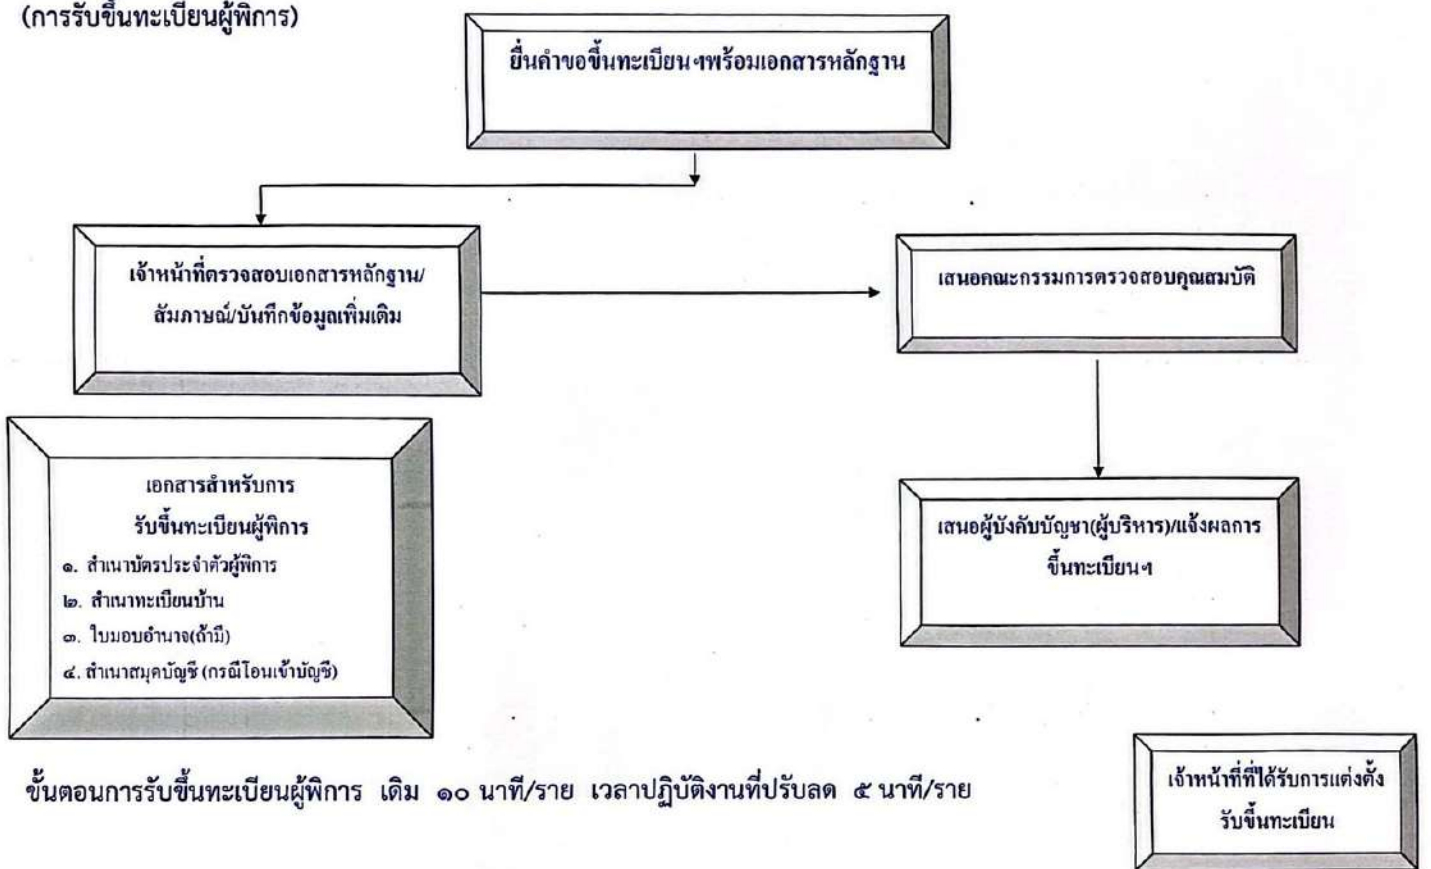 (การรับขึ้นทะเบียนผู้พิการ)
ยื่นคำขอขึ้นทะเบียนฯพร้อมเอกสารหลักฐาน
เจ้าหน้าที่ตรวจสอบเอกสารหลักฐาน/
สัมภาษณ์/บันทึกข้อมูลเพิ่มเติม
เสนอคณะกรรมการตรวจสอบคุณสมบัติ
เอกสารสำหรับการ
รับขึ้นทะเบียนผู้พิการ
๑. สำเนาบัตรประจำตัวผู้พิการ
๒. สำเนาทะเบียนบ้าน
๓. ใบมอบอำนาจ(ถ้ามี)
๔. สำเนาสมุดบัญชี (กรณีโอนเข้าบัญชี)
เสนอผู้บังคับบัญชา(ผู้บริหาร)/แจ้งผลการ
ขึ้นทะเบียนฯ
ขั้นตอนการรับขึ้นทะเบียนผู้พิการ เดิม ๑๐ นาที/ราย เวลาปฏิบัติงานที่ปรับลด ๕ นาที/ราย
เจ้าหน้าที่ที่ได้รับการแต่งตั้ง
รับขึ้นทะเบียน